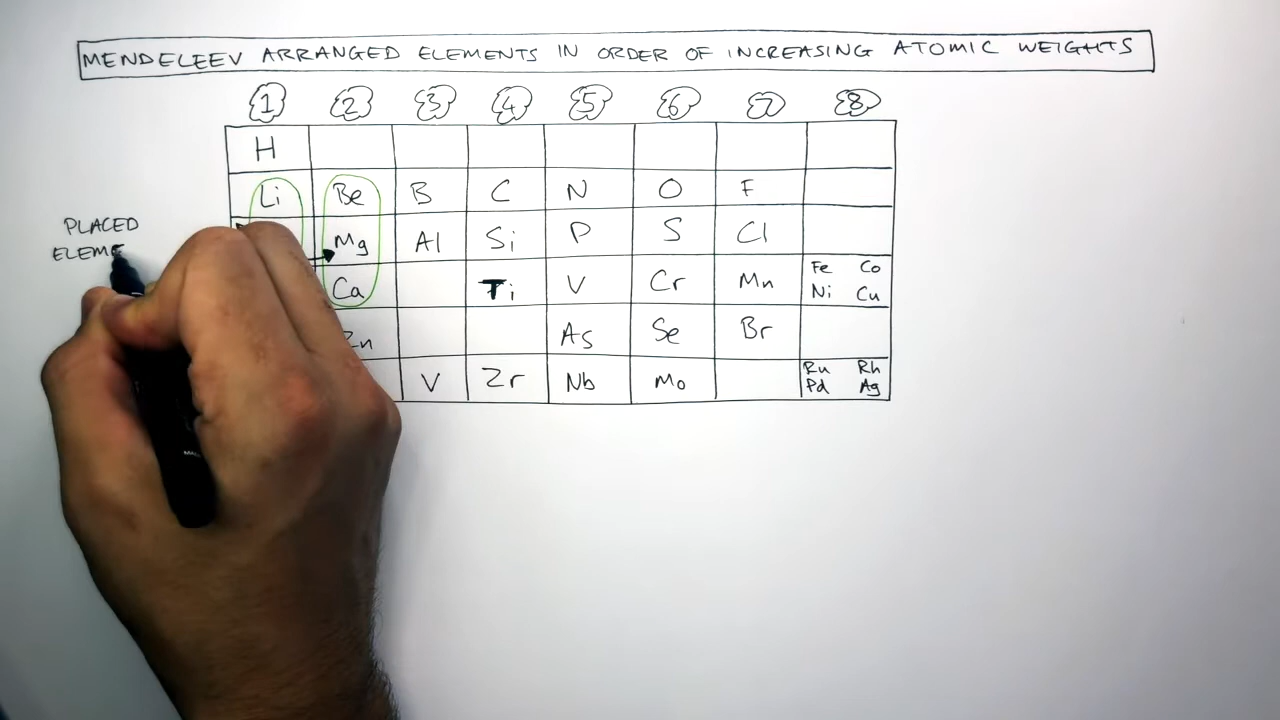 MENDELEEV ARRANGED ELEMENTS IN ORDER OF INCREASING ATOMIC WEIGHTS
1 2 3 4 5 6 7 8
H
Li Be B C N O F
PLACED
Mg Al Si P S Cl
ELEME
Ca Ti V Cr Mn Fe Co
Ni Cu
As Se Br
V Zr Nb Mo Ru Rh
Pd Ag